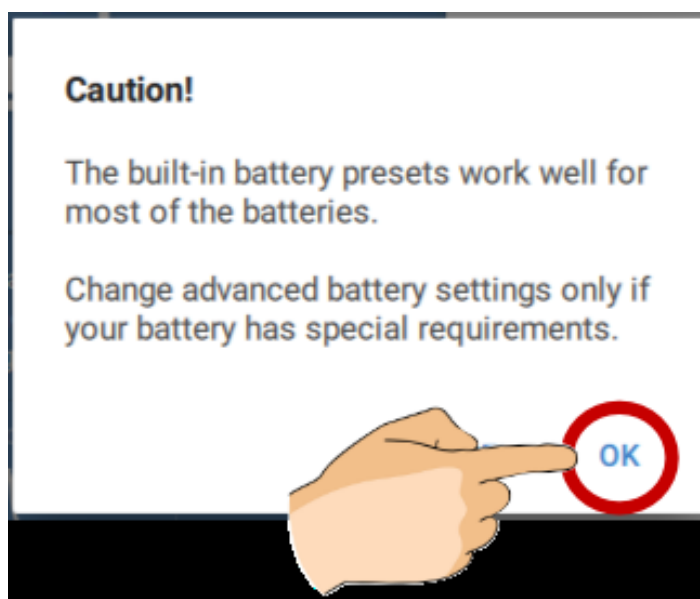 Caution!
The built-in battery presets work well for
most of the batteries.
Change advanced battery settings only if
your battery has special requirements.
OK